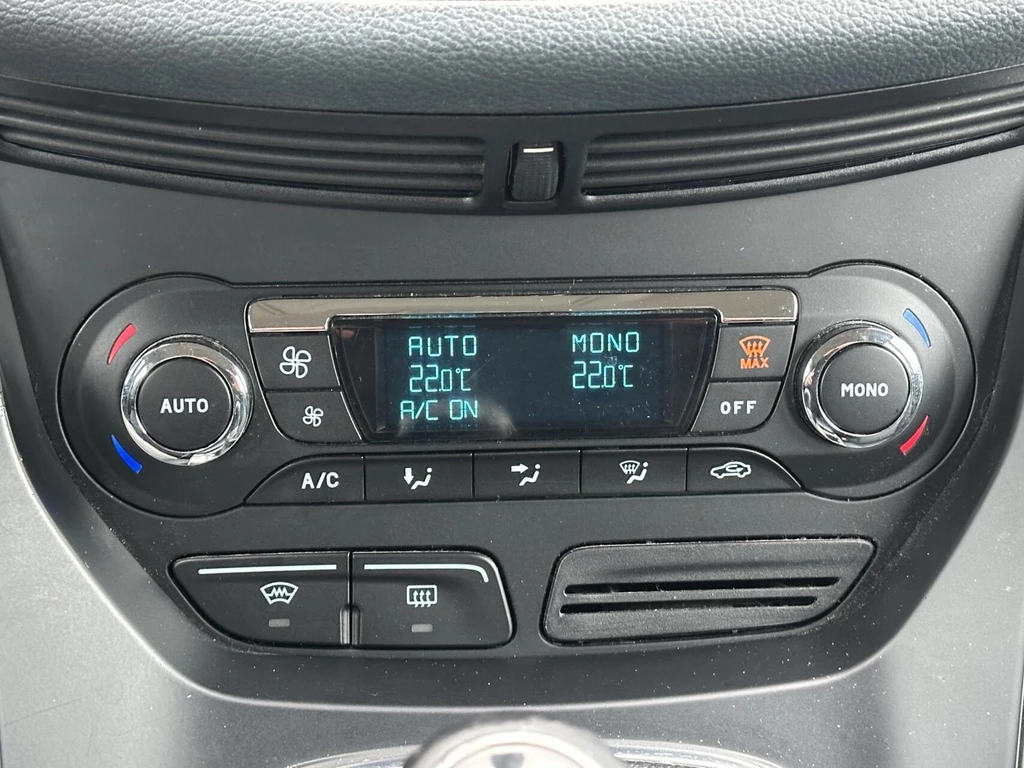 AUTO
AUTO
22.0°C
A/C ON
MONO
22.0°C
MAX
OFF
MONO
A/C